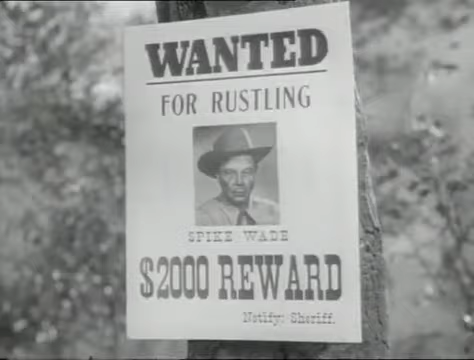 WANTED
FOR RUSTLING
SPIKE WADE
$2000 REWARD
Notify: Sheriff.